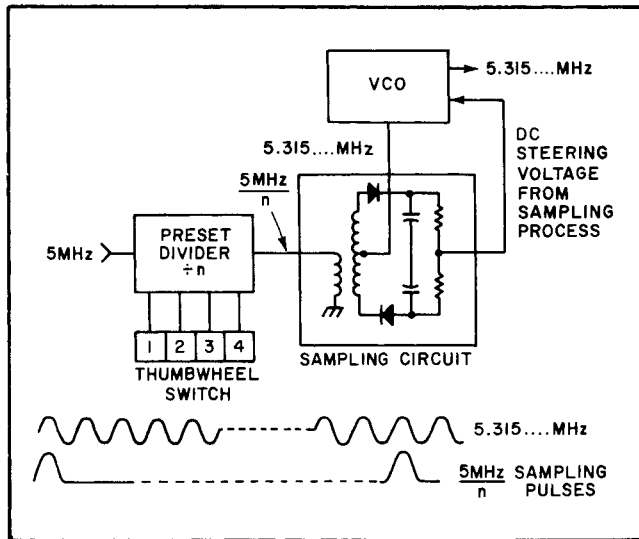 VCO
5.315....MHz
5.315....MHz
DC
STEERING
VOLTAGE
FROM
SAMPLING
PROCESS
5MHz
n
5MHz
PRESET
DIVIDER
÷n
1 2 3 4
THUMBWHEEL
SWITCH
SAMPLING CIRCUIT
5.315....MHz
5MHz SAMPLING
n PULSES